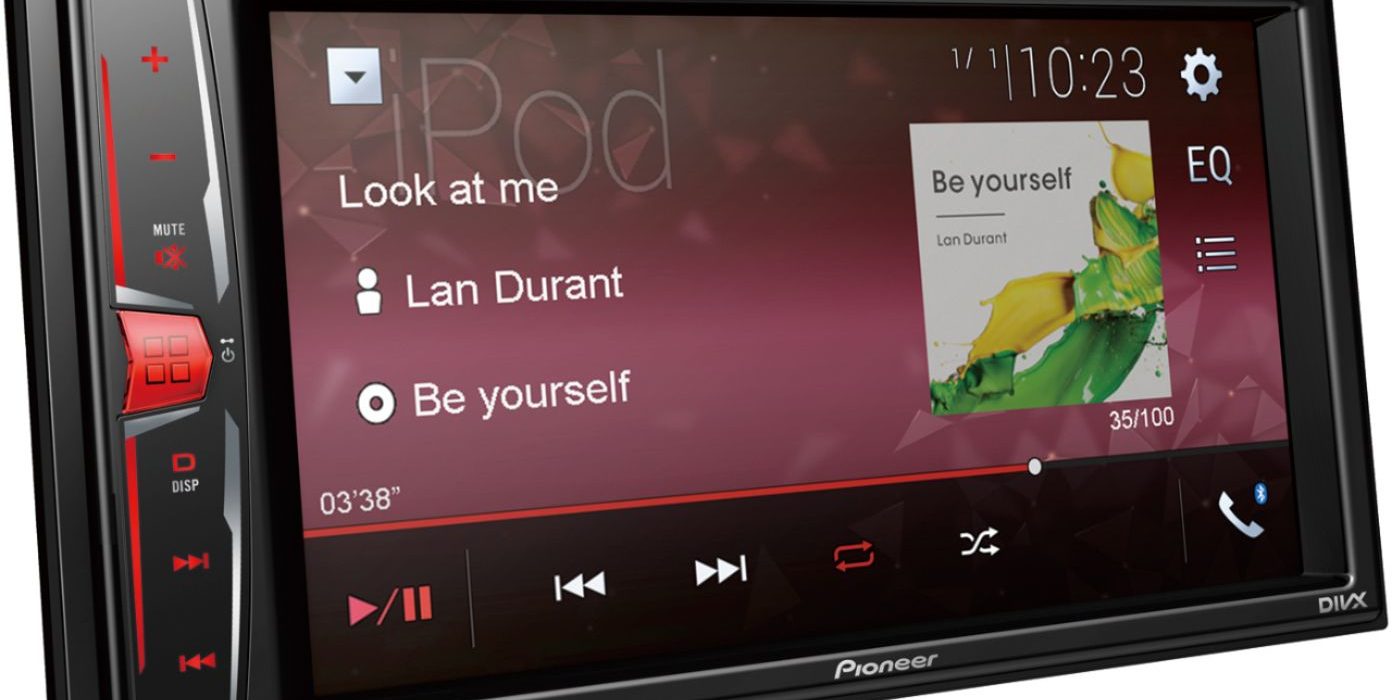 MUTE
D
DISP
iPod
1/ 1 10:23
Look at me
Lan Durant
Be yourself
Be yourself
Lan Durant
EQ
35/100
03'38”
Pioneer
DIVX